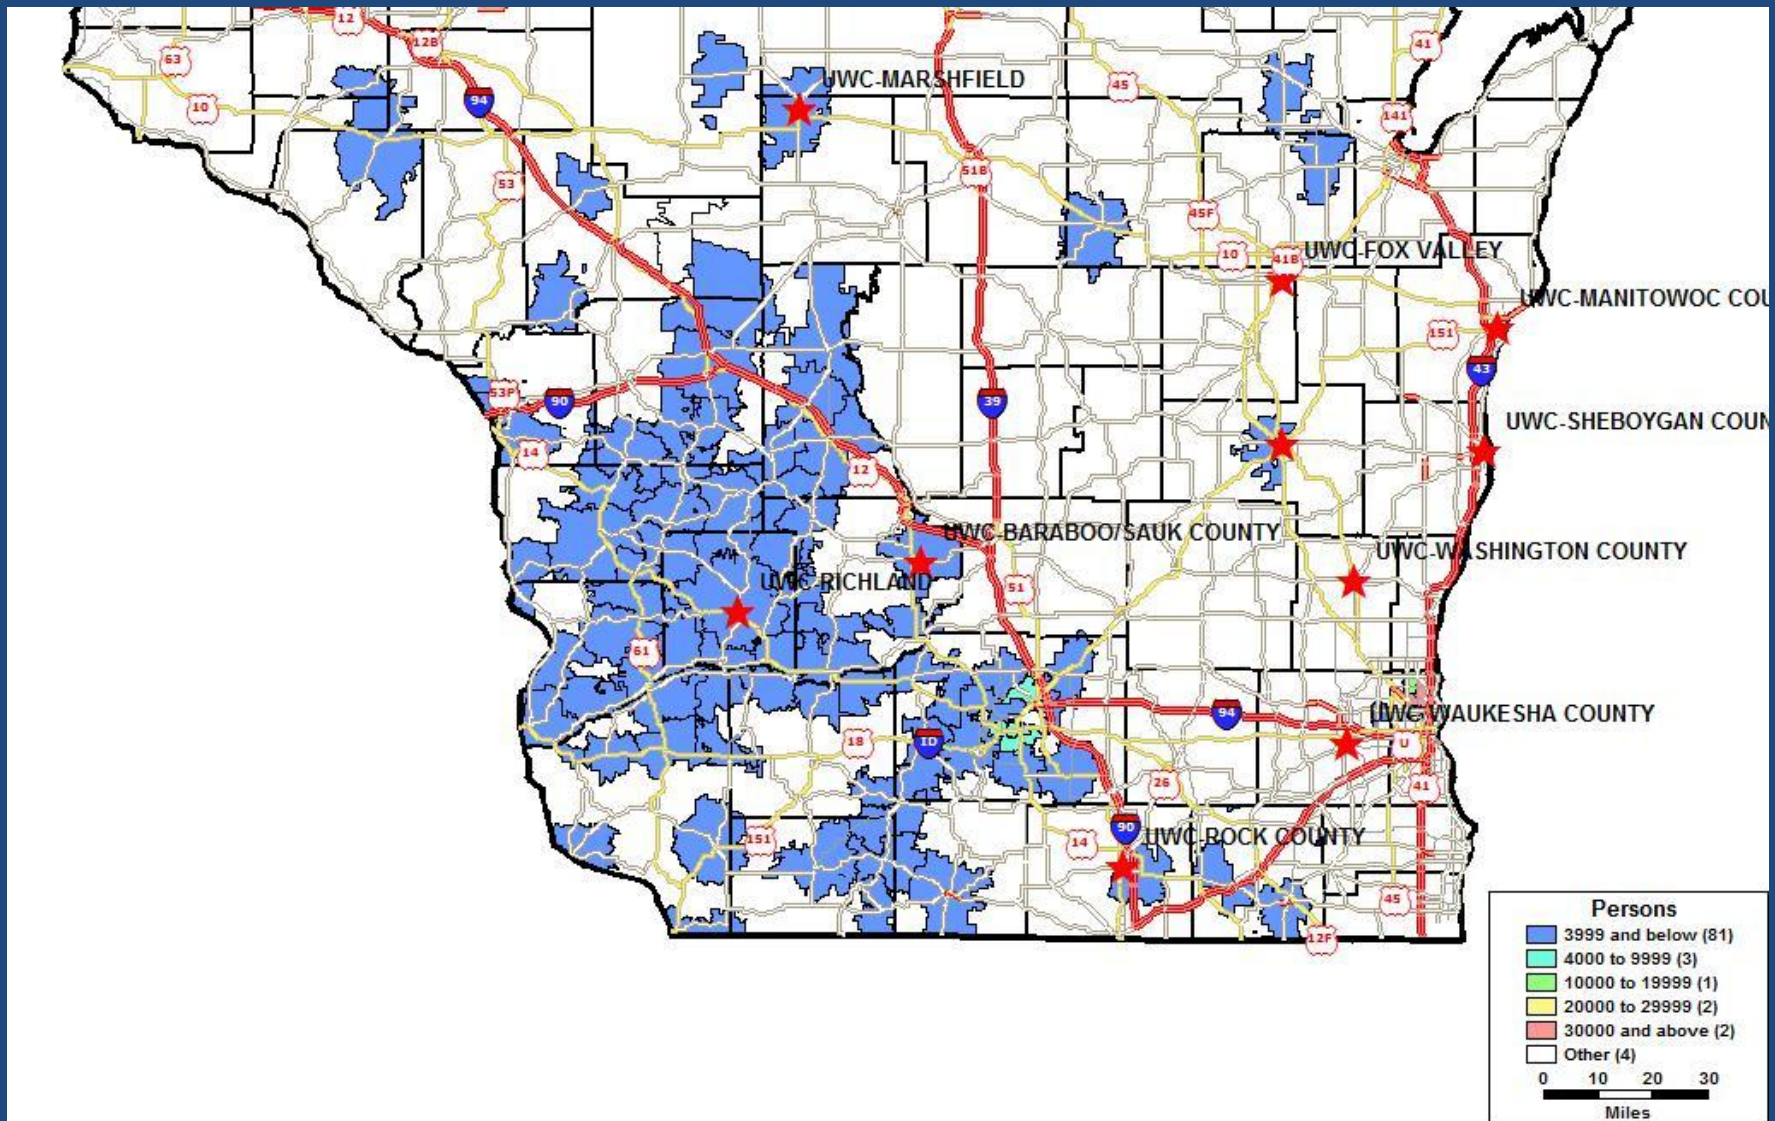 12
12B
63
41
10
94
UWC-MARSHFIELD
45
141
51B
53
45F
10
41B
UWC-FOX VALLEY
UWC-MANITOWOC COU
151
43
53P
90
39
UWC-SHEBOYGAN COUN
14
12
UWC-BARABOO/SAUK COUNTY
UWC-WASHINGTON COUNTY
UWC-RICHLAND
51
61
94
UWC-WAUKESHA COUNTY
18
ID
U
26
41
90
UWC-ROCK COUNTY
151
14
45
12F
Persons
3999 and below (81)
4000 to 9999 (3)
10000 to 19999 (1)
20000 to 29999 (2)
30000 and above (2)
Other (4)
0 10 20 30
Miles